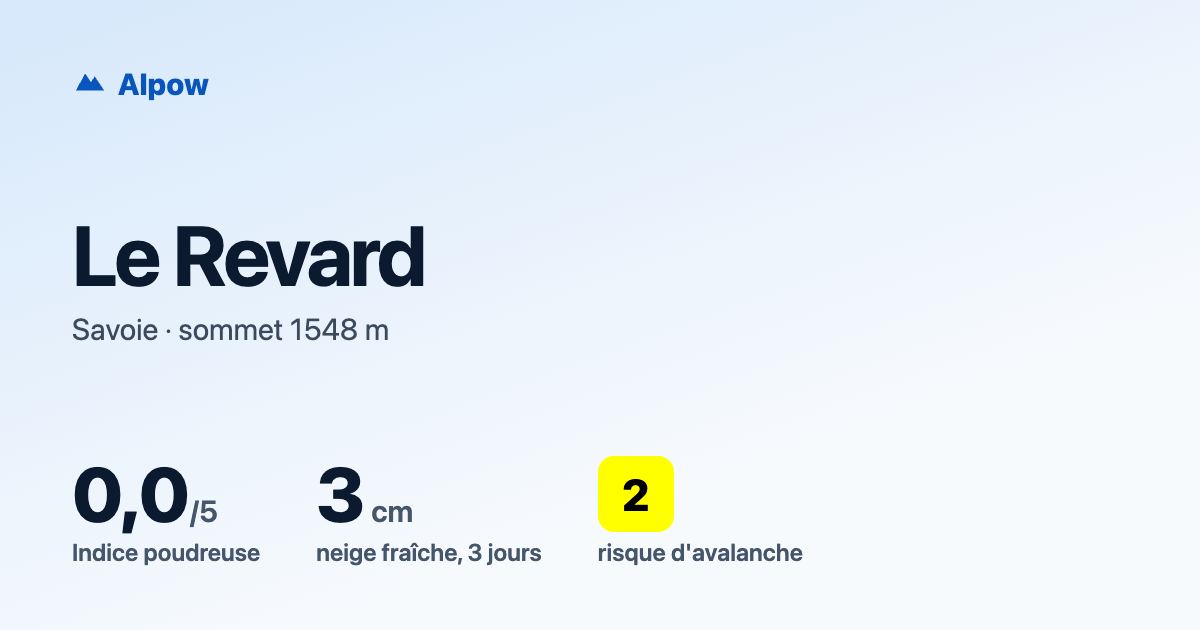 Alpow
Le Revard
Savoie · sommet 1548 m
0,0/5
Indice poudreuse
3 cm
neige fraîche, 3 jours
2
risque d'avalanche